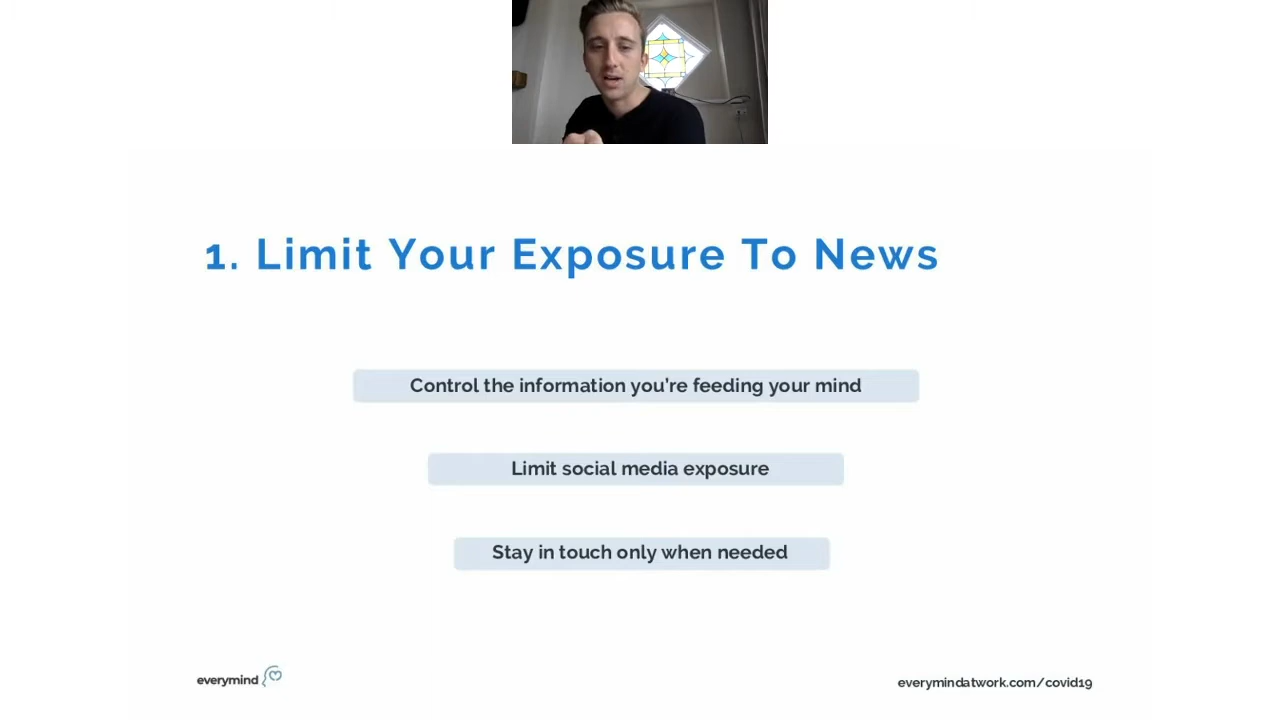 1. Limit Your Exposure To News
Control the information you're feeding your mind
Limit social media exposure
Stay in touch only when needed
everymind
everymindatwork.com/covid19